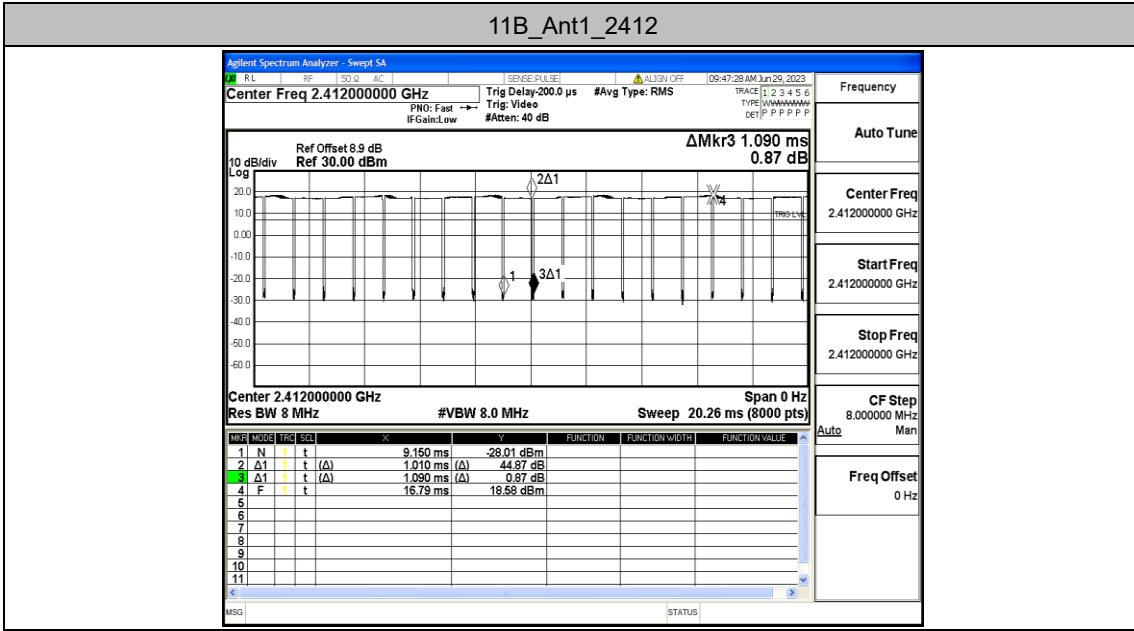 11B_Ant1_2412
Agilent Spectrum Analyzer - Swept SA
LXI RL RF 50 Ω AC SENSE:PULSE ALIGN OFF 09:47:28 AM Jun 29, 2023
Center Freq 2.412000000 GHz
PNO: Fast
IFGain:Low
Trig Delay-200.0 µs
Trig: Video
#Atten: 40 dB
#Avg Type: RMS
TRACE 1 2 3 4 5 6
TYPE
DET P P P P P P
ΔMkr3 1.090 ms
0.87 dB
Ref Offset 8.9 dB
10 dB/div Ref 30.00 dBm
Log
20.0
10.0
0.00
-10.0
-20.0
-30.0
-40.0
-50.0
-60.0
2Δ1
4
TRIG LVL
1
3Δ1
Center 2.412000000 GHz Span 0 Hz
Res BW 8 MHz #VBW 8.0 MHz Sweep 20.26 ms (8000 pts)
MKR MODE TRC SCL X Y FUNCTION FUNCTION WIDTH FUNCTION VALUE
1 N 1 t 9.150 ms -28.01 dBm
2 Δ1 1 t (Δ) 1.010 ms (Δ) 44.87 dB
3 Δ1 1 t (Δ) 1.090 ms (Δ) 0.87 dB
4 F 1 t 16.79 ms 18.58 dBm
5
6
7
8
9
10
11
MSG STATUS
Frequency
Auto Tune
Center Freq
2.412000000 GHz
Start Freq
2.412000000 GHz
Stop Freq
2.412000000 GHz
CF Step
8.000000 MHz
Auto Man
Freq Offset
0 Hz